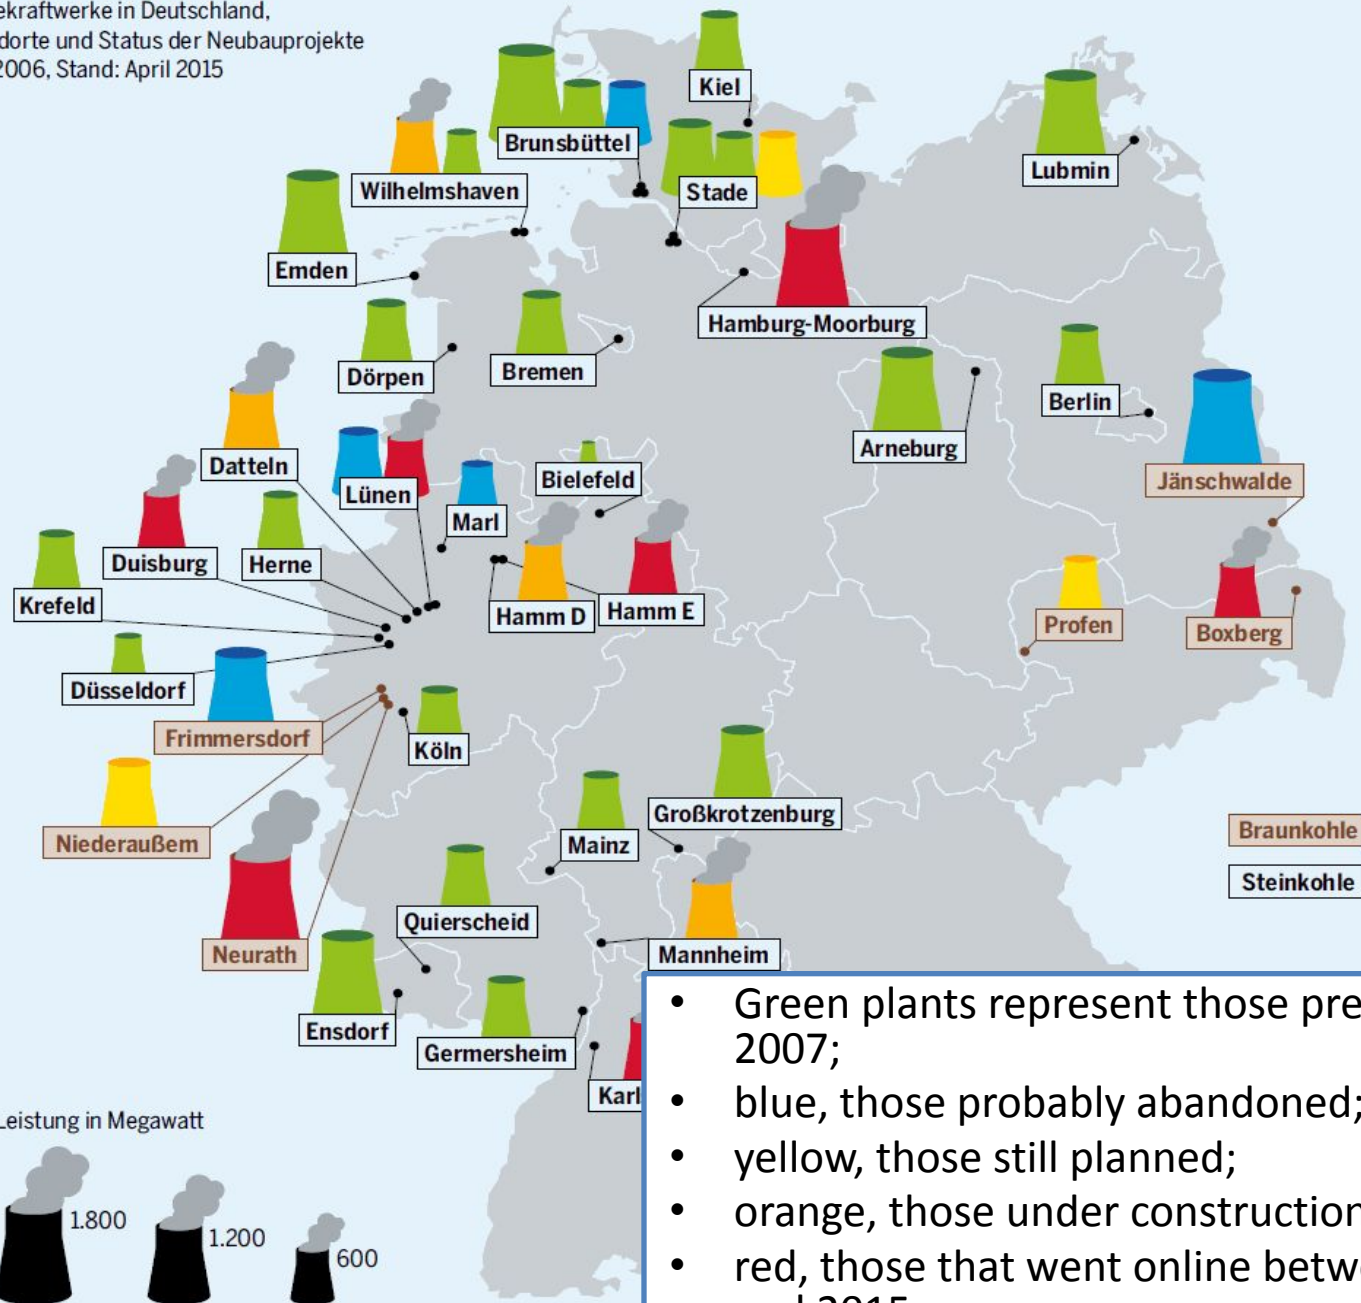 ekraftwerke in Deutschland,
dorte und Status der Neubauprojekte
2006, Stand: April 2015
Kiel
Brunsbüttel
Wilhelmshaven
Stade
Lubmin
Emden
Hamburg-Moorburg
Dörpen
Bremen
Berlin
Arneburg
Datteln
Lünen
Bielefeld
Jänschwalde
Marl
Duisburg
Herne
Krefeld
Hamm D
Hamm E
Profen
Boxberg
Düsseldorf
Frimmersdorf
Köln
Großkrotzenburg
Niederaußem
Mainz
Braunkohle
Steinkohle
Quierscheid
Neurath
Mannheim
Ensdorf
Germersheim
Karl
• Green plants represent those pre
2007;
• blue, those probably abandoned;
• yellow, those still planned;
• orange, those under construction
• red, those that went online betw
Leistung in Megawatt
1.800
1.200
600